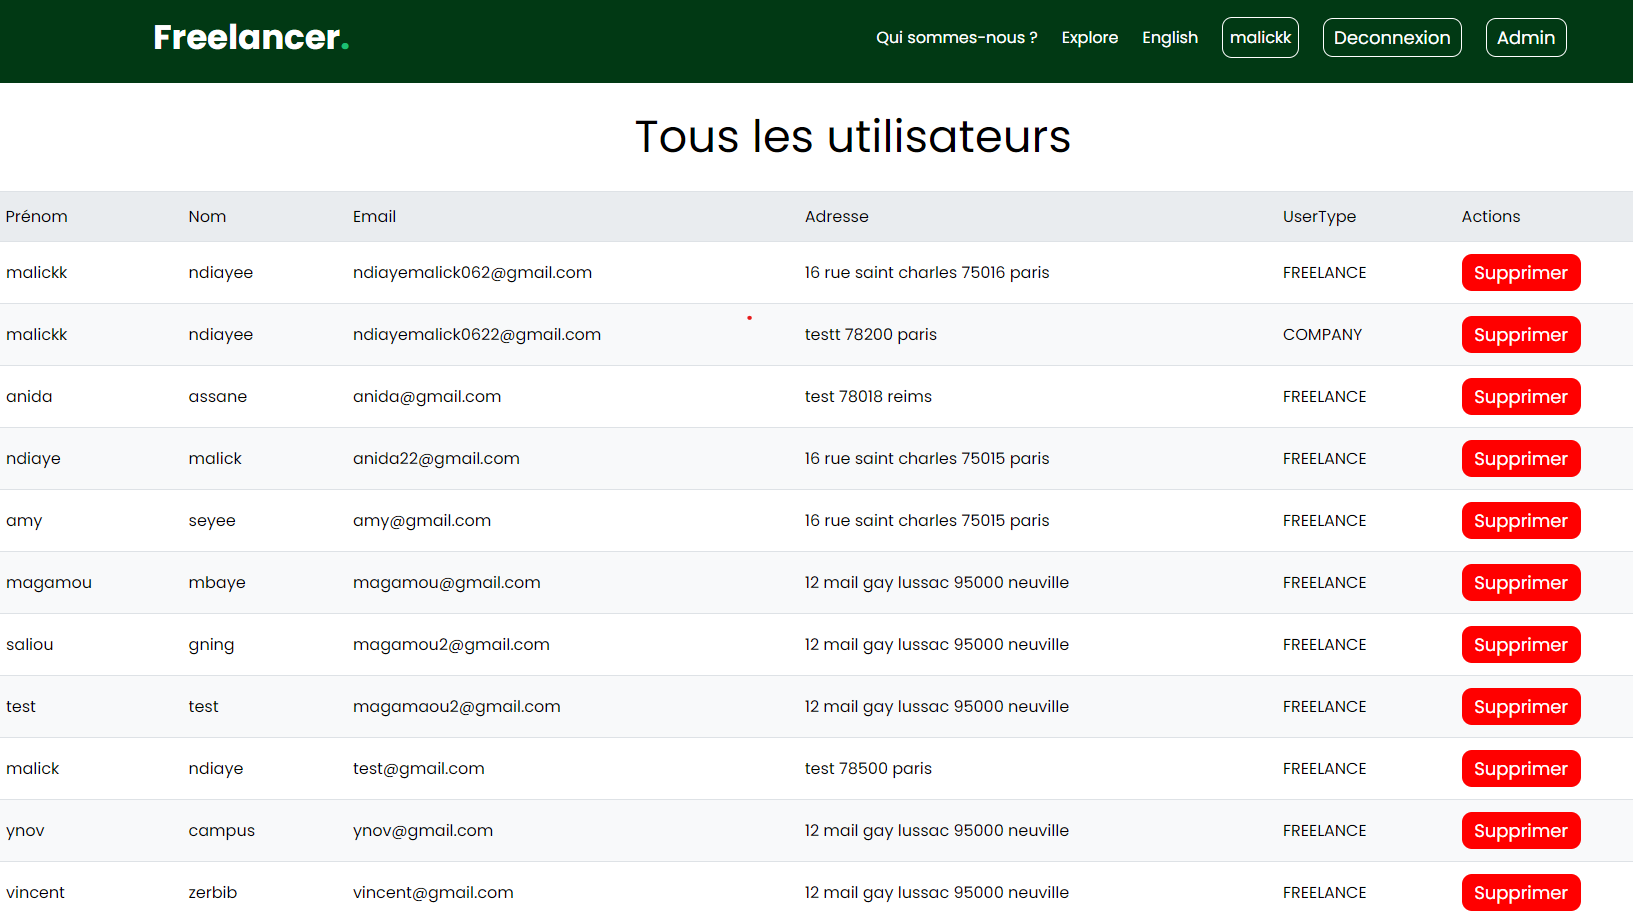 Freelancer. Qui sommes-nous ? Explore English malickk Deconnexion Admin
Tous les utilisateurs
Prénom Nom Email Adresse UserType Actions
malickk ndiayee ndiayemalick062@gmail.com 16 rue saint charles 75016 paris FREELANCE Supprimer
malickk ndiayee ndiayemalick0622@gmail.com testt 78200 paris COMPANY Supprimer
anida assane anida@gmail.com test 78018 reims FREELANCE Supprimer
ndiaye malick anida22@gmail.com 16 rue saint charles 75015 paris FREELANCE Supprimer
amy seyee amy@gmail.com 16 rue saint charles 75015 paris FREELANCE Supprimer
magamou mbaye magamou@gmail.com 12 mail gay lussac 95000 neuville FREELANCE Supprimer
saliou gning magamou2@gmail.com 12 mail gay lussac 95000 neuville FREELANCE Supprimer
test test magamaou2@gmail.com 12 mail gay lussac 95000 neuville FREELANCE Supprimer
malick ndiaye test@gmail.com test 78500 paris FREELANCE Supprimer
ynov campus ynov@gmail.com 12 mail gay lussac 95000 neuville FREELANCE Supprimer
vincent zerbib vincent@gmail.com 12 mail gay lussac 95000 neuville FREELANCE Supprimer